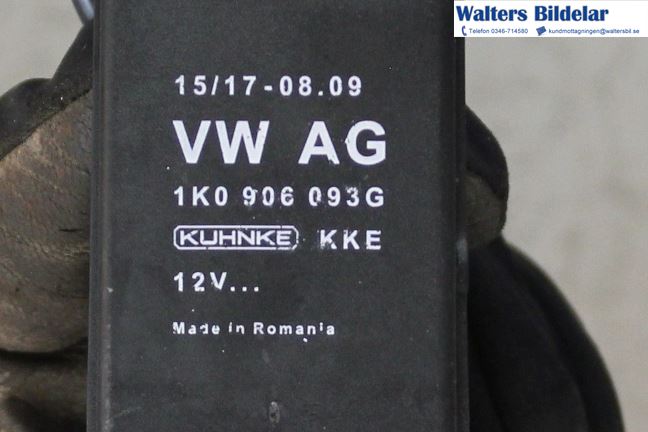 Walters Bildelar
Telefon 0346-714580 kundmottagningen@waltersbil.se
15/17-08.09
VW AG
1K0 906 093G
KUHNKE KKE
12V...
Made in Romania